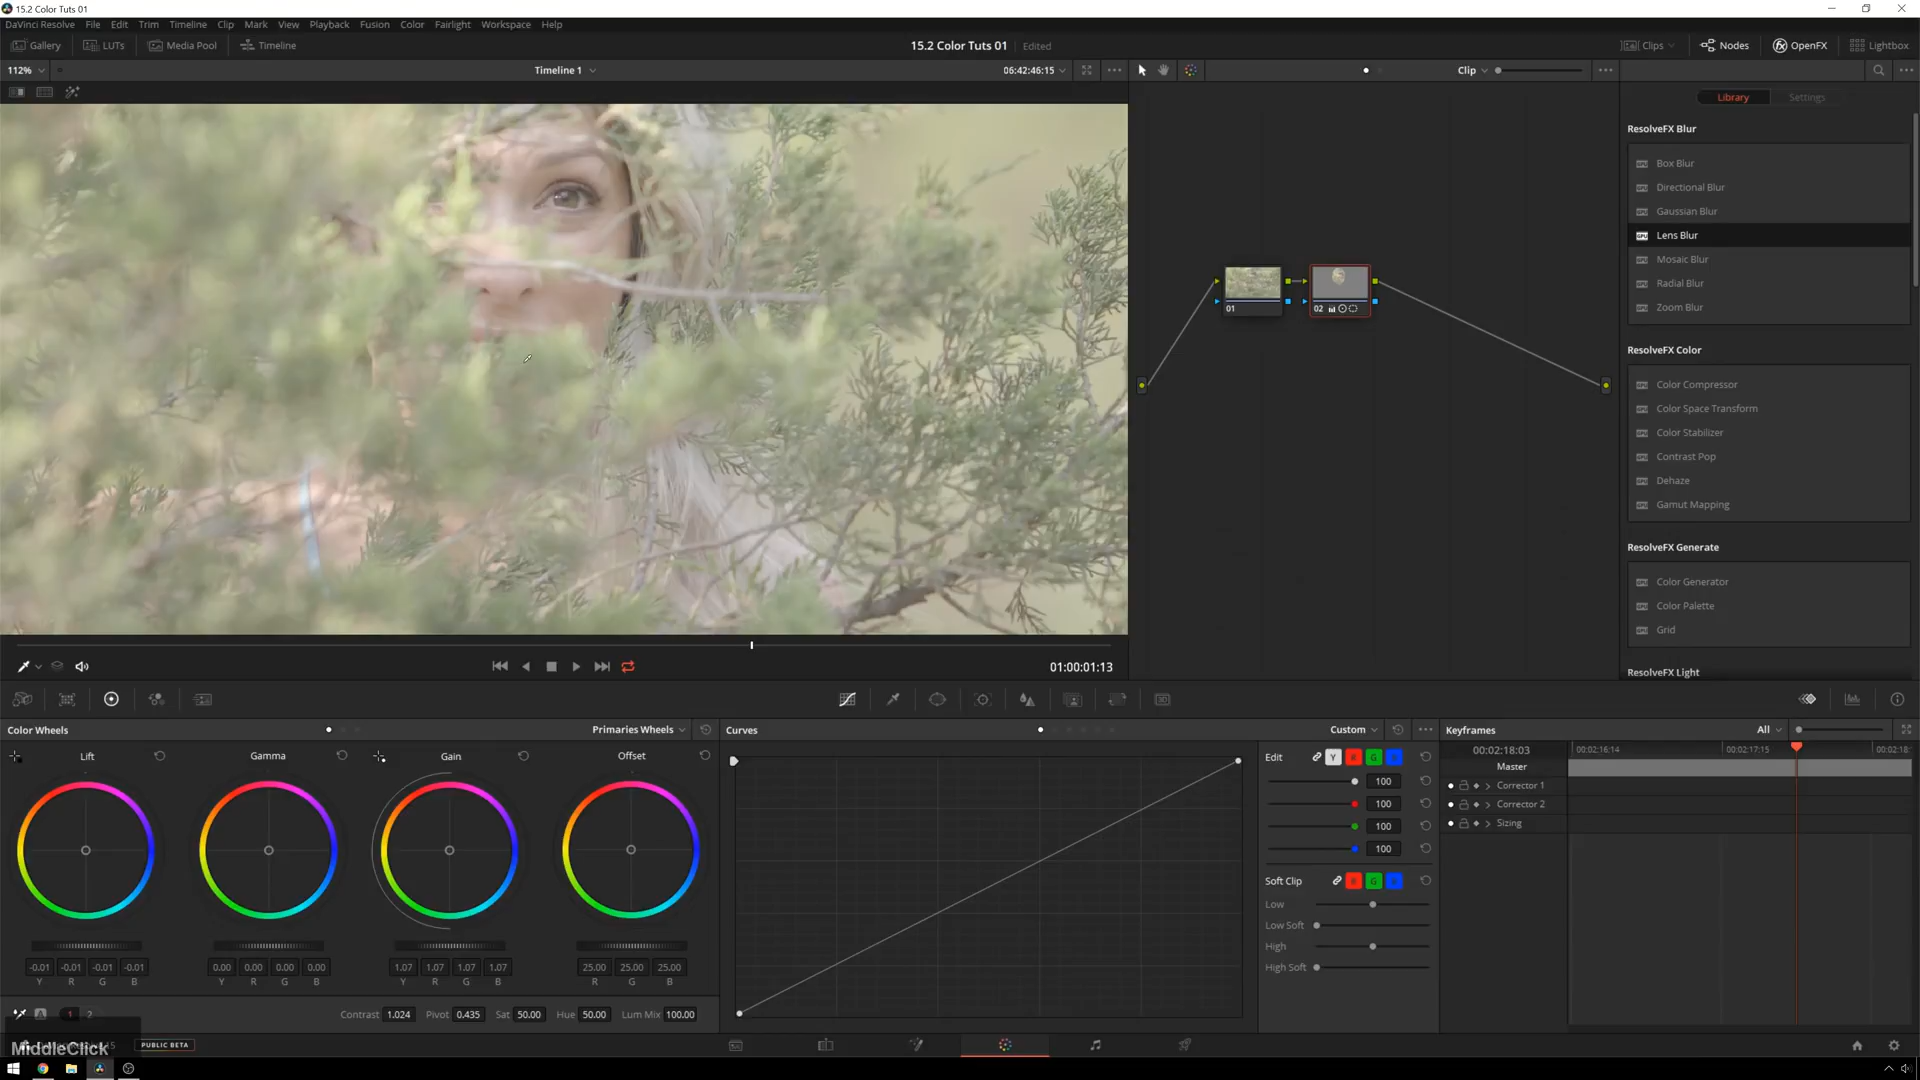 15.2 Color Tuts 01
DaVinci Resolve File Edit Trim Timeline Clip Mark View Playback Fusion Color Fairlight Workspace Help
Gallery LUTs Media Pool Timeline 15.2 Color Tuts 01 Edited Clips Nodes OpenFX Lightbox
112% Timeline 1 06:42:46:15 Clip
Library Settings
ResolveFX Blur
Box Blur
Directional Blur
Gaussian Blur
Lens Blur
Mosaic Blur
Radial Blur
Zoom Blur
01 02
ResolveFX Color
Color Compressor
Color Space Transform
Color Stabilizer
Contrast Pop
Dehaze
Gamut Mapping
ResolveFX Generate
Color Generator
Color Palette
Grid
ResolveFX Light
01:00:01:13
Color Wheels Primaries Wheels
Lift Gamma Gain Offset
-0.01 -0.01 -0.01 -0.01 0.00 0.00 0.00 0.00 1.07 1.07 1.07 1.07 25.00 25.00 25.00
Y R G B Y R G B Y R G B R G B
A 1 2 Contrast 1.024 Pivot 0.435 Sat 50.00 Hue 50.00 Lum Mix 100.00
Curves Custom
Edit Y R G B
100
100
100
100
Soft Clip R G B
Low
Low Soft
High
High Soft
Keyframes All
00:02:18:03 00:02:16:14 00:02:17:15 00:02:18:
Master
Corrector 1
Corrector 2
Sizing
MiddleClick PUBLIC BETA